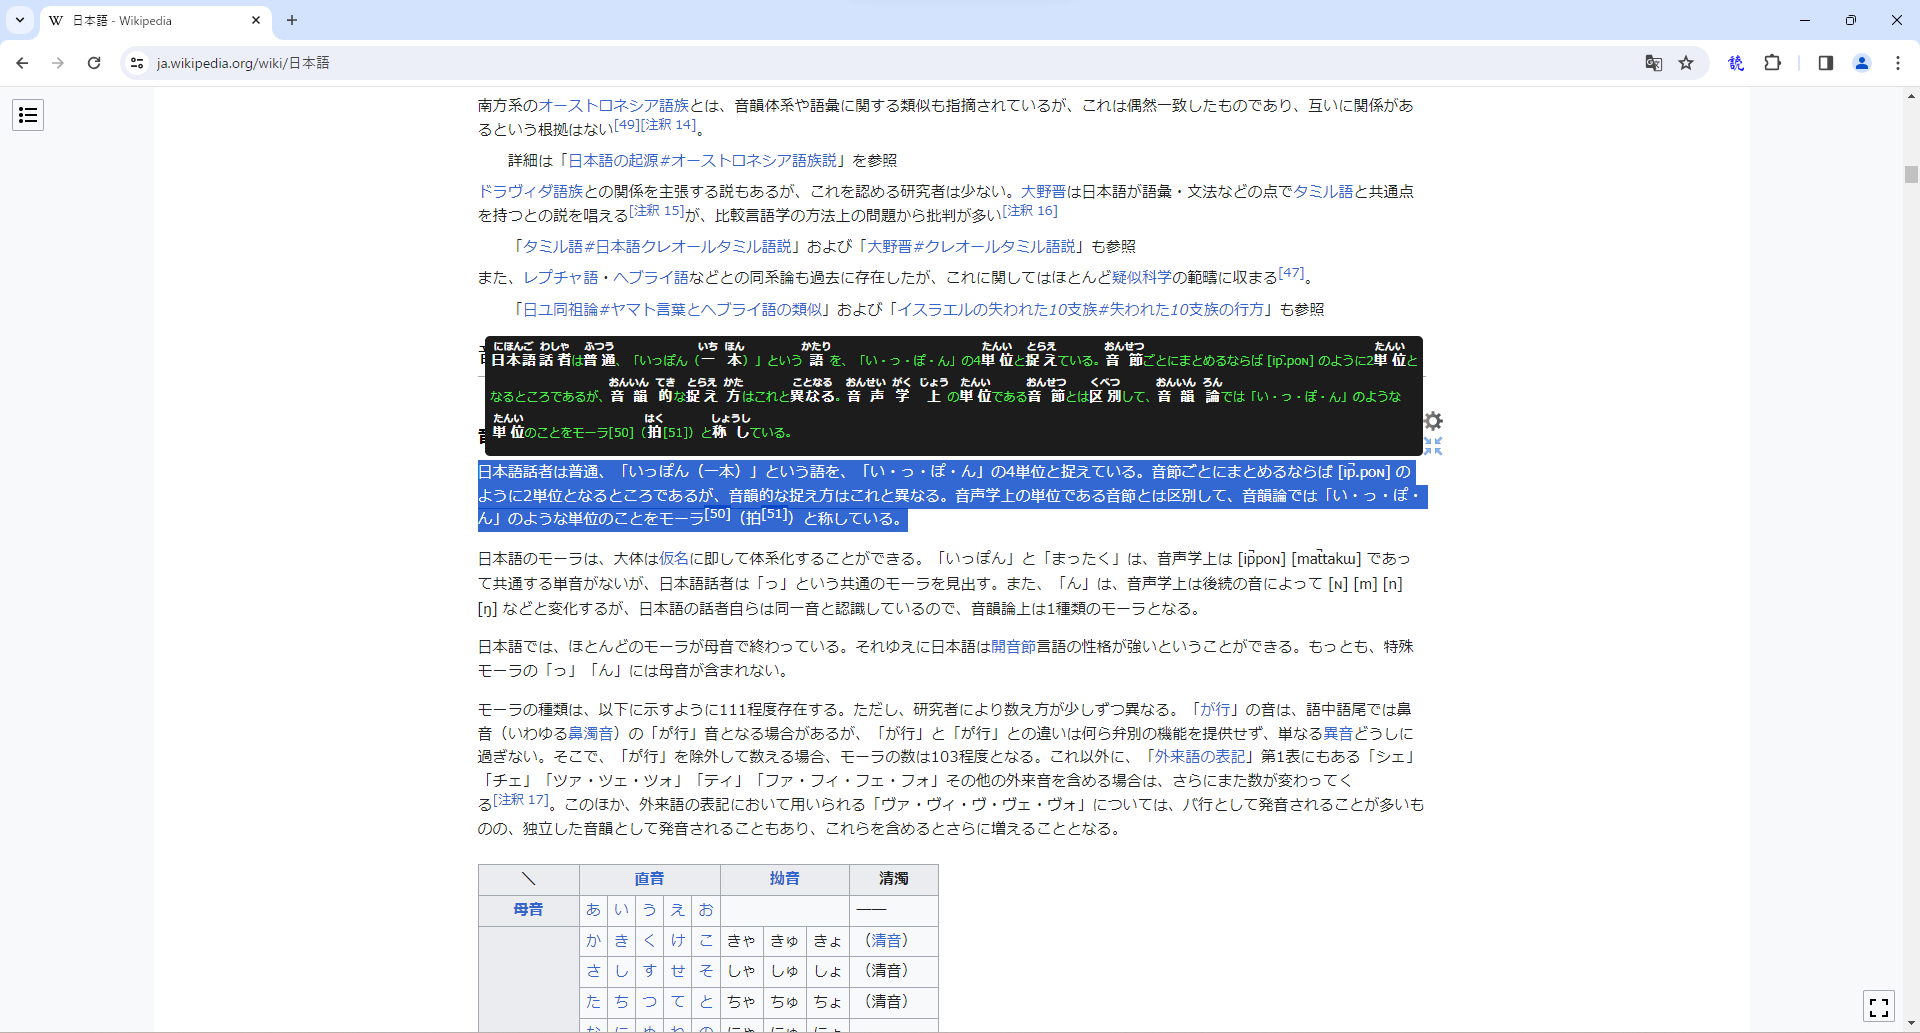 日本語 - Wikipedia
ja.wikipedia.org/wiki/日本語
南方系のオーストロネシア語族とは、音韻体系や語彙に関する類似も指摘されているが、これは偶然一致したものであり、互いに関係があ
るという根拠はない[49][注釈 14]。
詳細は「日本語の起源#オーストロネシア語族説」を参照
ドラヴィダ語族との関係を主張する説もあるが、これを認める研究者は少ない。大野晋は日本語が語彙・文法などの点でタミル語と共通点
を持つとの説を唱える[注釈 15]が、比較言語学の方法上の問題から批判が多い[注釈 16]
「タミル語#日本語クレオールタミル語説」および「大野晋#クレオールタミル語説」も参照
また、レプチャ語・ヘブライ語などとの同系論も過去に存在したが、これに関してはほとんど疑似科学の範疇に収まる[47]。
「日ユ同祖論#ヤマト言葉とヘブライ語の類似」および「イスラエルの失われた10支族#失われた10支族の行方」も参照
にほんご わしゃ ふつう いち ほん かたり たんい とらえ おんせつ たんい
日本語話者は普通、「いっぽん（一本）」という語を、「い・っ・ぽ・ん」の4単位と捉えている。音節ごとにまとめるならば [ip̚.poɴ] のように2単位と
おんいん てき とらえ かた ことなる おんせい がく じょう たんい おんせつ くべつ おんいん ろん
なるところであるが、音韻的な捉え方はこれと異なる。音声学上の単位である音節とは区別して、音韻論では「い・っ・ぽ・ん」のような
たんい はく しょうし
単位のことをモーラ[50]（拍[51]）と称している。
日本語話者は普通、「いっぽん（一本）」という語を、「い・っ・ぽ・ん」の4単位と捉えている。音節ごとにまとめるならば [ip̚.poɴ] の
ように2単位となるところであるが、音韻的な捉え方はこれと異なる。音声学上の単位である音節とは区別して、音韻論では「い・っ・ぽ・
ん」のような単位のことをモーラ[50]（拍[51]）と称している。
日本語のモーラは、大体は仮名に即して体系化することができる。「いっぽん」と「まったく」は、音声学上は [ip̚poɴ] [mat̚takɯ] であっ
て共通する単音がないが、日本語話者は「っ」という共通のモーラを見出す。また、「ん」は、音声学上は後続の音によって [ɴ] [m] [n]
[ŋ] などと変化するが、日本語の話者自らは同一音と認識しているので、音韻論上は1種類のモーラとなる。
日本語では、ほとんどのモーラが母音で終わっている。それゆえに日本語は開音節言語の性格が強いということができる。もっとも、特殊
モーラの「っ」「ん」には母音が含まれない。
モーラの種類は、以下に示すように111程度存在する。ただし、研究者により数え方が少しずつ異なる。「が行」の音は、語中語尾では鼻
音（いわゆる鼻濁音）の「か゚行」音となる場合があるが、「が行」と「か゚行」との違いは何ら弁別の機能を提供せず、単なる異音どうしに
過ぎない。そこで、「か゚行」を除外して数える場合、モーラの数は103程度となる。これ以外に、「外来語の表記」第1表にもある「シェ」
「チェ」「ツァ・ツェ・ツォ」「ティ」「ファ・フィ・フェ・フォ」その他の外来音を含める場合は、さらにまた数が変わってく
る[注釈 17]。このほか、外来語の表記において用いられる「ヴァ・ヴィ・ヴ・ヴェ・ヴォ」については、バ行として発音されることが多いも
のの、独立した音韻として発音されることもあり、これらを含めるとさらに増えることとなる。
＼ 直音 拗音 清濁
母音 あ い う え お ——
か き く け こ きゃ きゅ きょ （清音）
さ し す せ そ しゃ しゅ しょ （清音）
た ち つ て と ちゃ ちゅ ちょ （清音）
な に ぬ ね の にゃ にゅ にょ